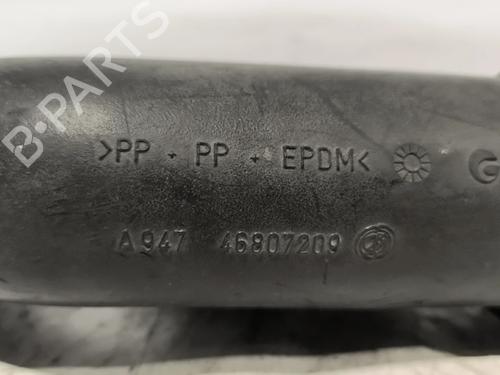 B-PARTS
>PP + PP + EPDM<
A947 46807209